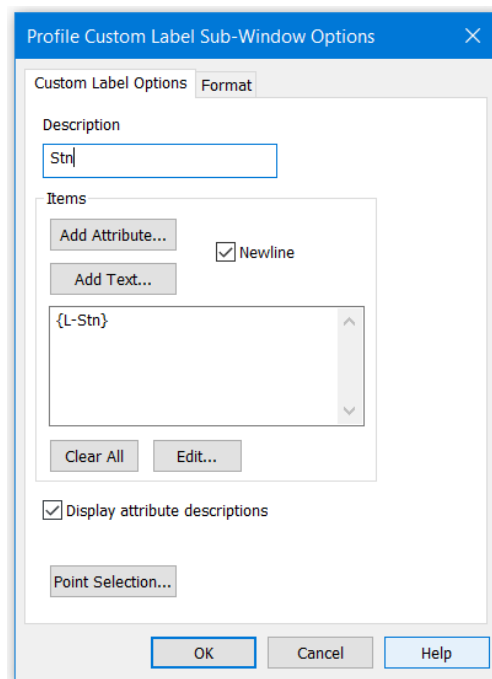 Profile Custom Label Sub-Window Options
Custom Label Options Format
Description
Stn
Items
Add Attribute...
Newline
Add Text...
{L-Stn}
Clear All Edit...
Display attribute descriptions
Point Selection...
OK Cancel Help